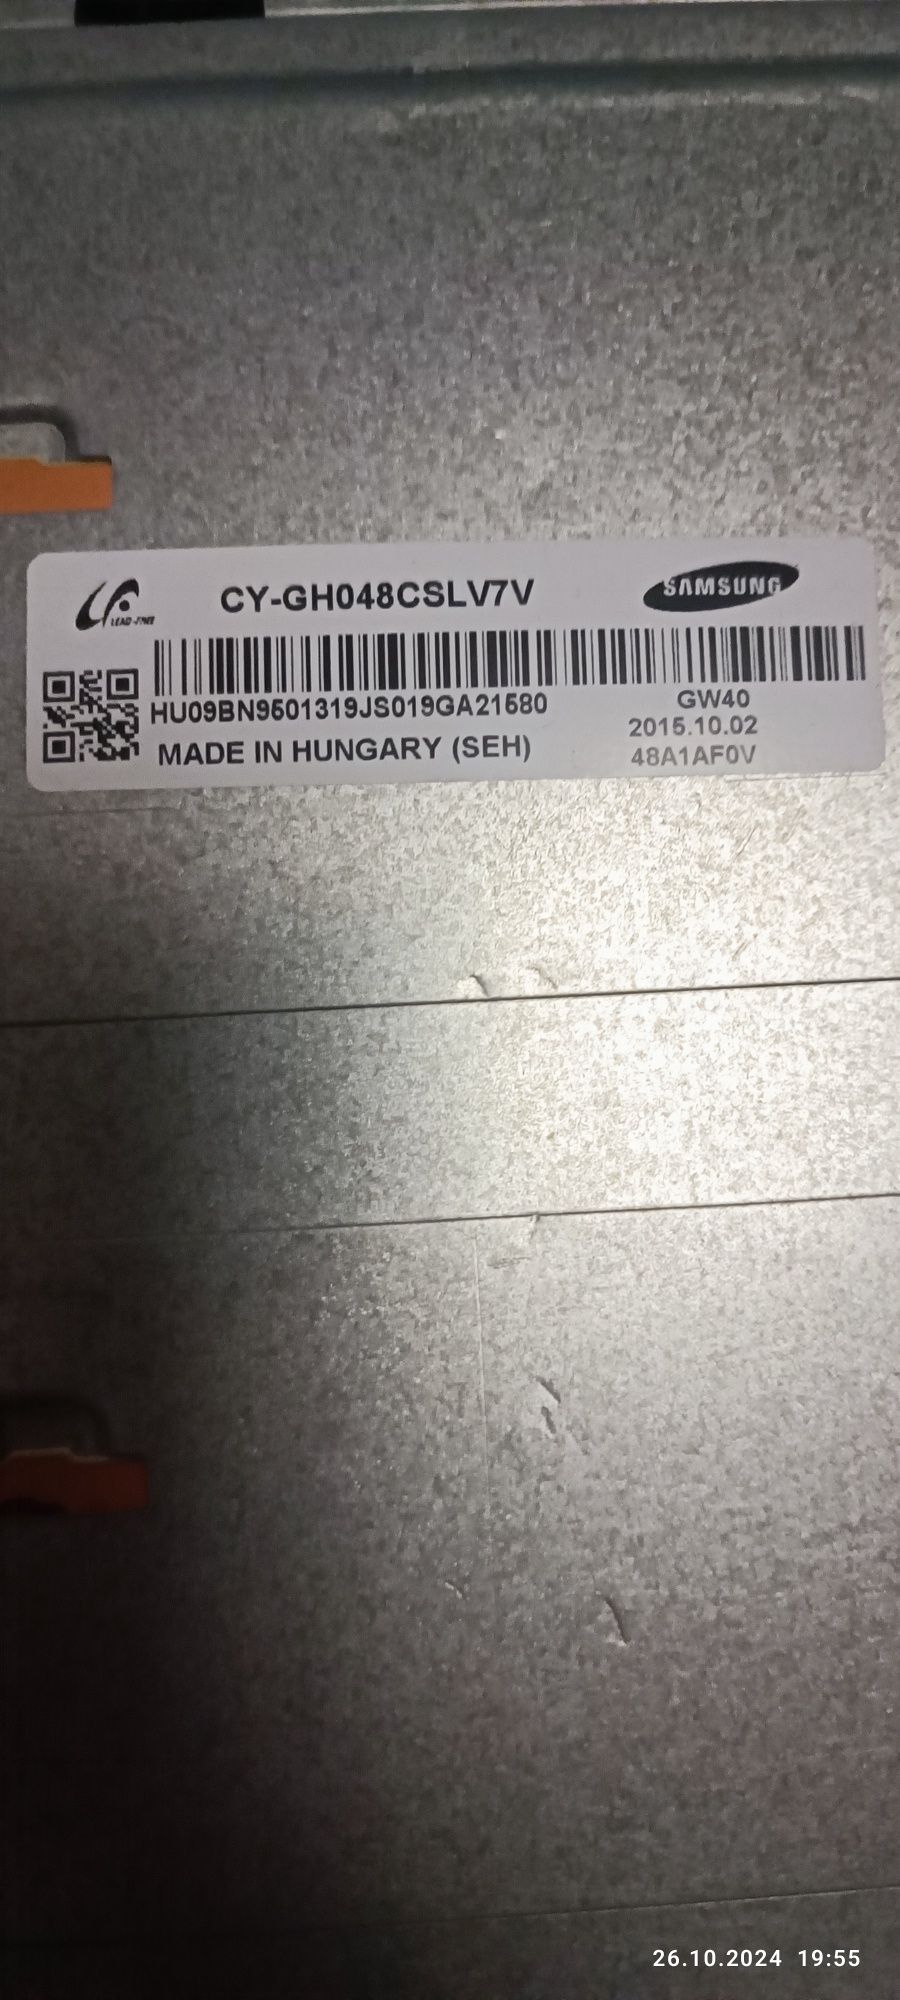 LEAD-FREE
CY-GH048CSLV7V
SAMSUNG
HU09BN9501319JS019GA21580
GW40
2015.10.02
MADE IN HUNGARY (SEH)
48A1AF0V
26.10.2024 19:55